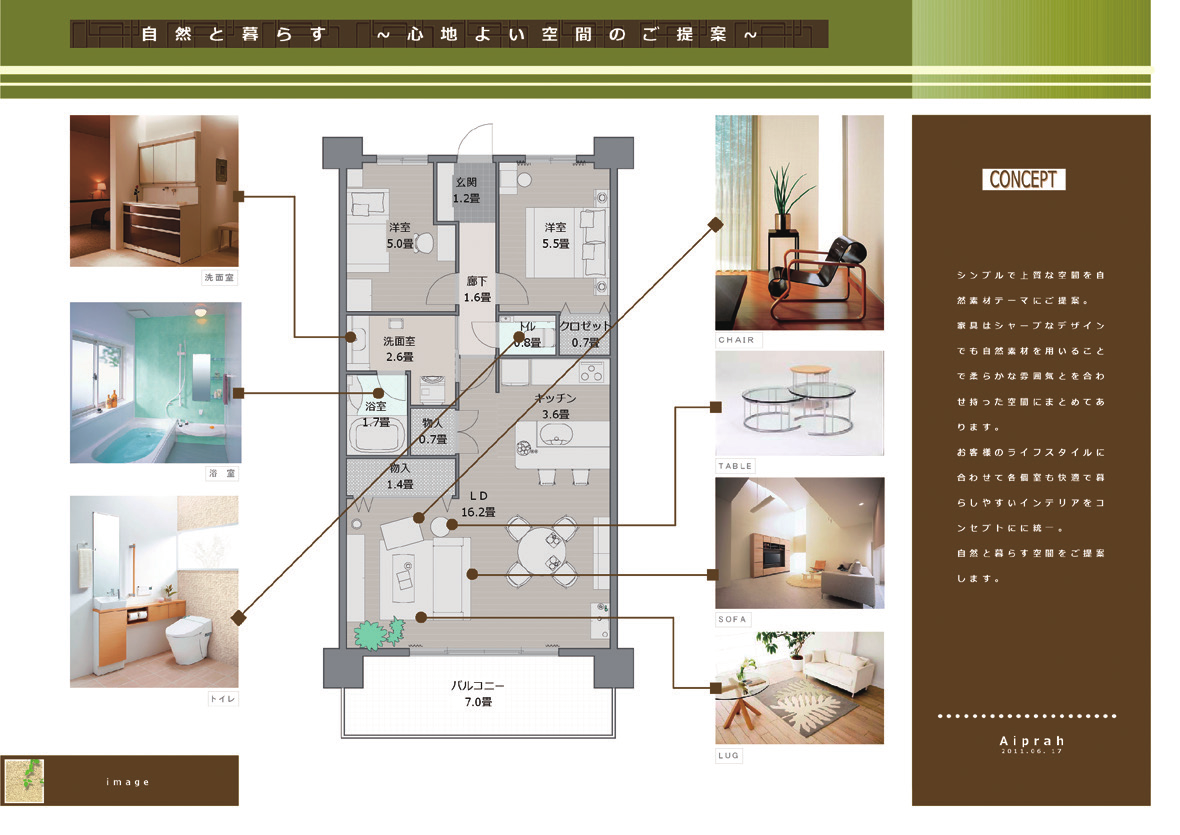 自然と暮らす ～心地よい空間のご提案～
洗面室
浴室
トイレ
玄関
1.2畳
洋室
5.0畳
洋室
5.5畳
廊下
1.6畳
トイレ
0.8畳
クロゼット
0.7畳
洗面室
2.6畳
浴室
1.7畳
物入
0.7畳
キッチン
3.6畳
物入
1.4畳
LD
16.2畳
バルコニー
7.0畳
CHAIR
TABLE
SOFA
LUG
CONCEPT
シンプルで上質な空間を自
然素材テーマにご提案。
家具はシャープなデザイン
でも自然素材を用いること
で柔らかな雰囲気とを合わ
せ持った空間にまとめてあ
ります。
お客様のライフスタイルに
合わせて各個室も快適で暮
らしやすいインテリアをコ
ンセプトにに統一。
自然と暮らす空間をご提案
します。
Aiprah
2011.06.17
image